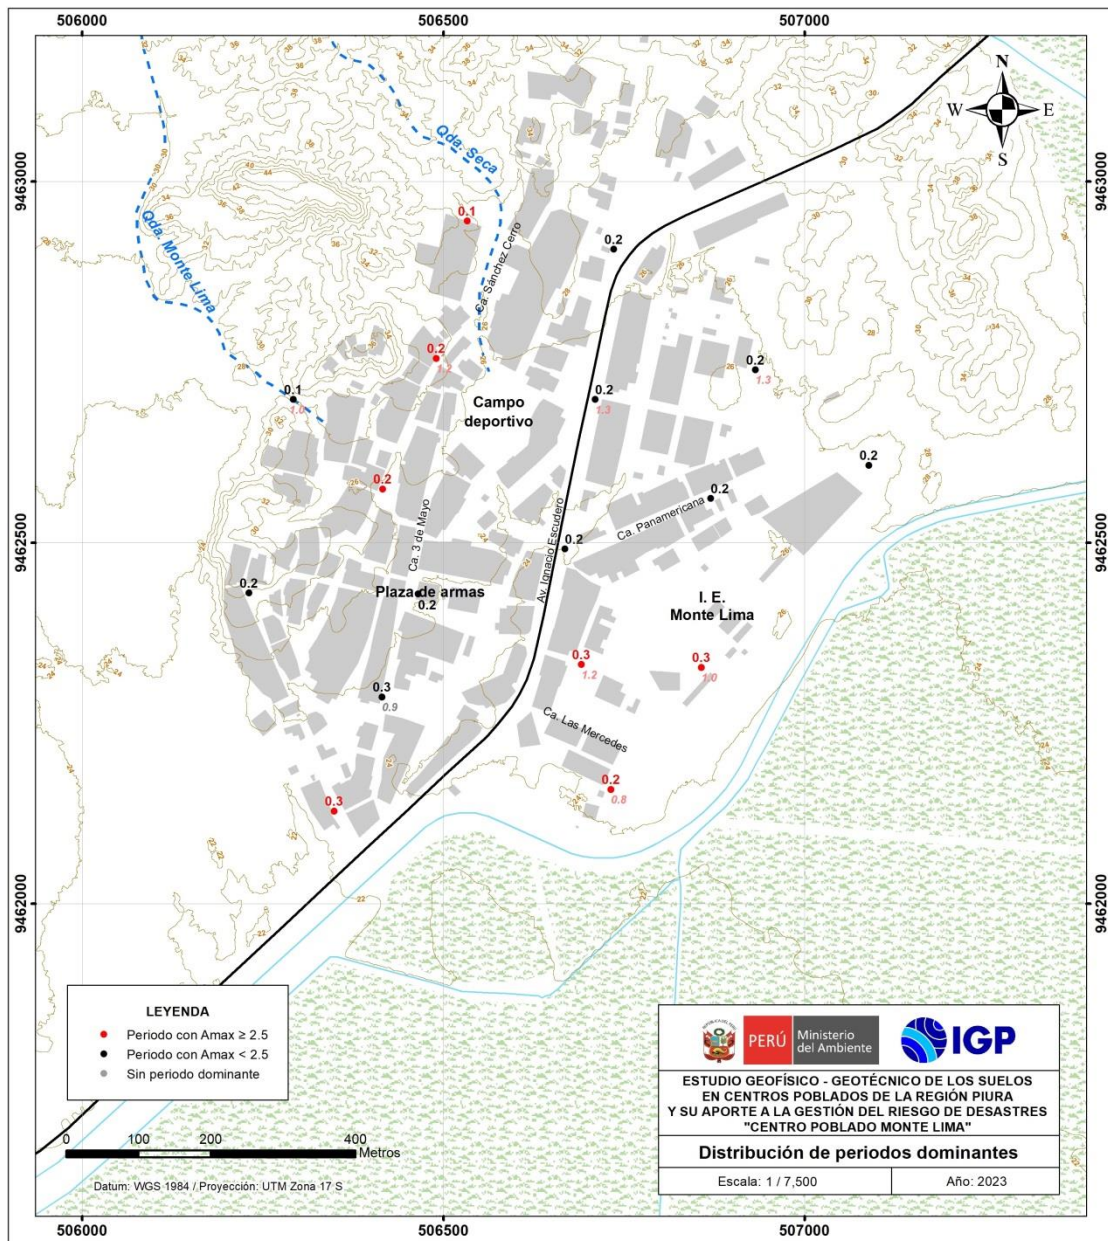 506000
506500
507000
N
W
E
S
9463000
9463000
Qda. Seca
Qda. Monte Lima
0.1
Ca. Sánchez Cerro
0.2
0.2
1.2
0.2
1.3
0.1
1.0
0.2
1.3
Campo
deportivo
0.2
0.2
0.2
Ca. 3 de Mayo
Ca. Panamericana
Av. Ignacio Escudero
9462500
9462500
0.2
0.2
Plaza de armas
0.2
I. E.
Monte Lima
0.3
1.2
0.3
1.0
0.3
0.9
Ca. Las Mercedes
0.2
0.8
0.3
9462000
9462000
LEYENDA
Periodo con Amax ≥ 2.5
Periodo con Amax < 2.5
Sin periodo dominante
0
100
200
400
Metros
Datum: WGS 1984 / Proyección: UTM Zona 17 S
PERÚ
Ministerio
del Ambiente
IGP
ESTUDIO GEOFÍSICO - GEOTÉCNICO DE LOS SUELOS
EN CENTROS POBLADOS DE LA REGIÓN PIURA
Y SU APORTE A LA GESTIÓN DEL RIESGO DE DESASTRES
"CENTRO POBLADO MONTE LIMA"
Distribución de periodos dominantes
Escala: 1 / 7,500
Año: 2023
506000
506500
507000